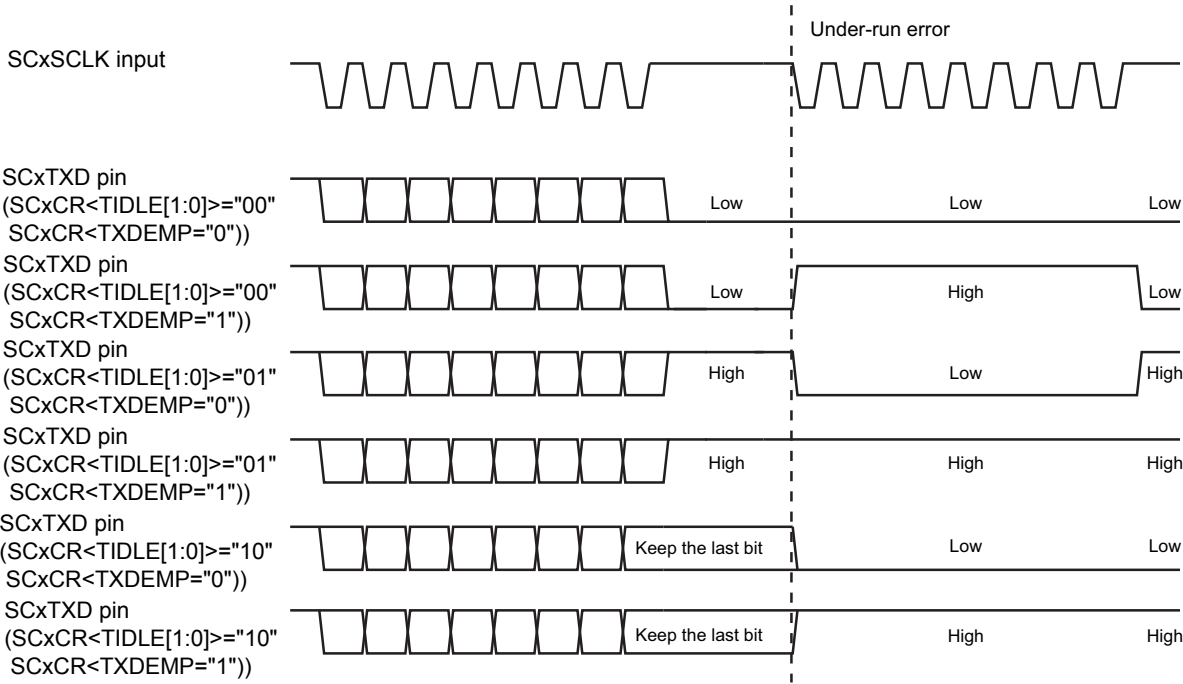 Under-run error
SCxSCLK input
SCxTXD pin
(SCxCR<TIDLE[1:0]>="00"
SCxCR<TXDEMP="0"))
Low
Low
Low
SCxTXD pin
(SCxCR<TIDLE[1:0]>="00"
SCxCR<TXDEMP="1"))
Low
High
Low
SCxTXD pin
(SCxCR<TIDLE[1:0]>="01"
SCxCR<TXDEMP="0"))
High
Low
High
SCxTXD pin
(SCxCR<TIDLE[1:0]>="01"
SCxCR<TXDEMP="1"))
High
High
High
SCxTXD pin
(SCxCR<TIDLE[1:0]>="10"
SCxCR<TXDEMP="0"))
Keep the last bit
Low
Low
SCxTXD pin
(SCxCR<TIDLE[1:0]>="10"
SCxCR<TXDEMP="1"))
Keep the last bit
High
High